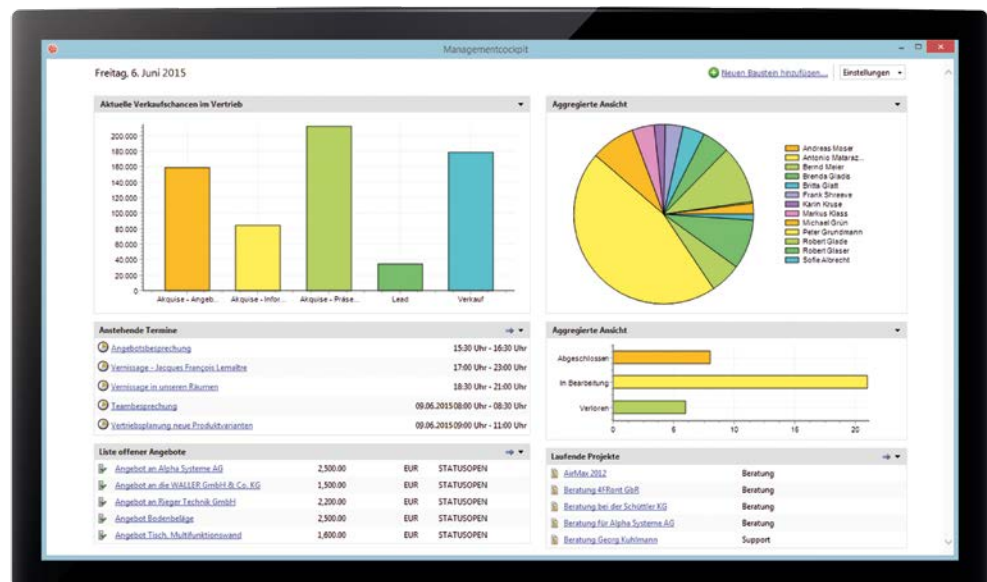 Managementcockpit
Freitag, 6. Juni 2015
Neuen Baustein hinzufügen...
Einstellungen
Aktuelle Verkaufschancen im Vertrieb
200.000
180.000
160.000
140.000
120.000
100.000
80.000
60.000
40.000
20.000
0
Akquise - Angeb... Akquise - Infor... Akquise - Präse... Lead Verkauf
Aggregierte Ansicht
Andreas Moser
Antonio Mataraz...
Bernd Meier
Brenda Gladis
Britta Glatt
Frank Shreeve
Karin Kruse
Markus Klass
Michael Grün
Peter Grundmann
Robert Glade
Robert Glaser
Sofie Albrecht
Anstehende Termine
Angebotsbesprechung 15:30 Uhr - 16:30 Uhr
Vernissage - Jacques François Lemaître 17:00 Uhr - 23:00 Uhr
Vernissage in unseren Räumen 18:30 Uhr - 21:00 Uhr
Teambesprechung 09.06.2015 08:00 Uhr - 08:30 Uhr
Vertriebsplanung neue Produktvarianten 09.06.2015 09:00 Uhr - 11:00 Uhr
Aggregierte Ansicht
Abgeschlossen
In Bearbeitung
Verloren
0 5 10 15 20
Liste offener Angebote
Angebot an Alpha Systeme AG 2,500.00 EUR STATUSOPEN
Angebot an die WALLER GmbH & Co. KG 1,500.00 EUR STATUSOPEN
Angebot an Rieger Technik GmbH 2,200.00 EUR STATUSOPEN
Angebot Bodenbeläge 2,500.00 EUR STATUSOPEN
Angebot Tisch, Multifunktionswand 1,600.00 EUR STATUSOPEN
Laufende Projekte
AirMax 2012 Beratung
Beratung 4FRont GbR Beratung
Beratung bei der Schüttler KG Beratung
Beratung für Alpha Systeme AG Beratung
Beratung Georg Kuhlmann Support